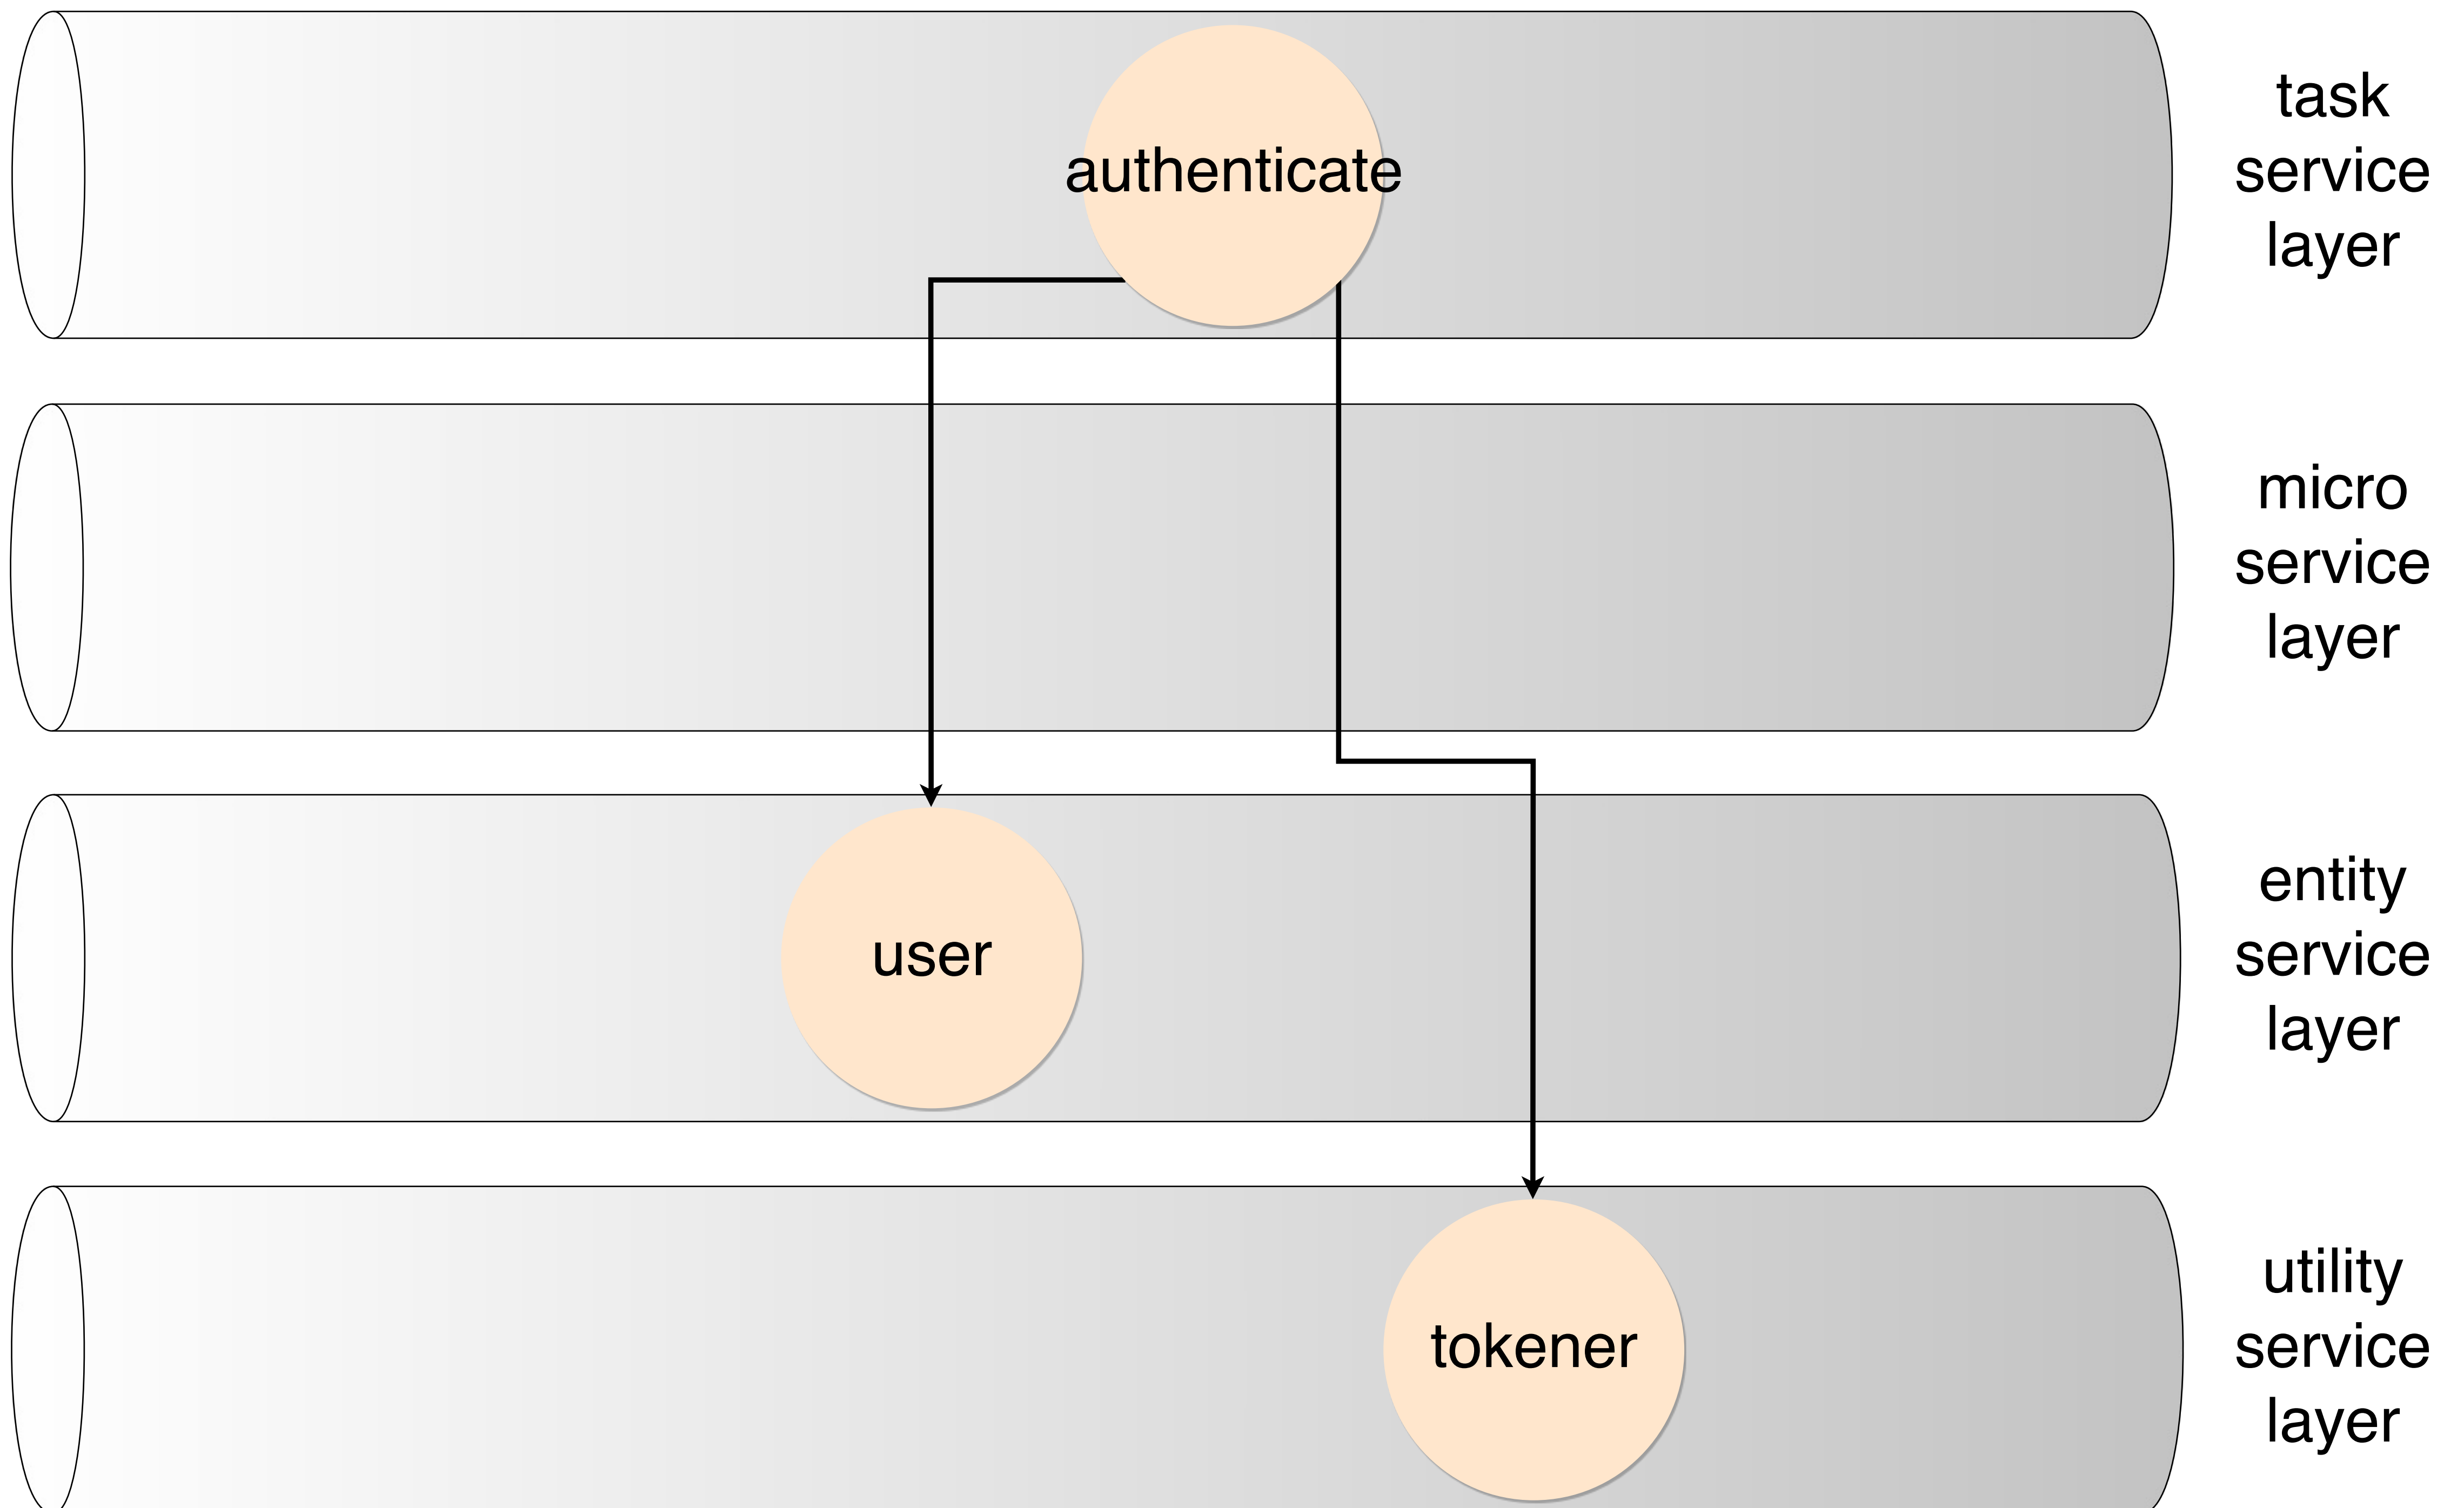 authenticate
task
service
layer
micro
service
layer
user
entity
service
layer
tokener
utility
service
layer